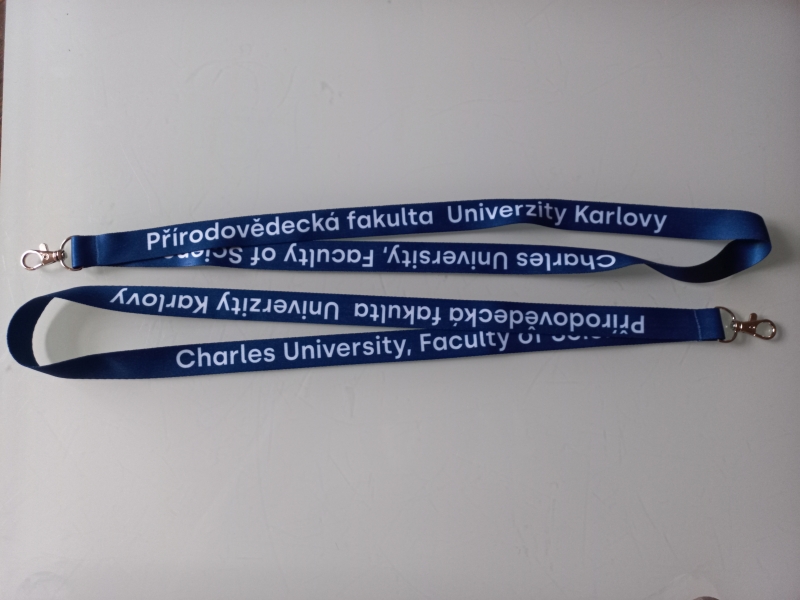 Přírodovědecká fakulta Univerzity Karlovy
Charles University, Faculty of
Přírodovědecká fakulta Univerzity Karlovy
Charles University, Faculty of